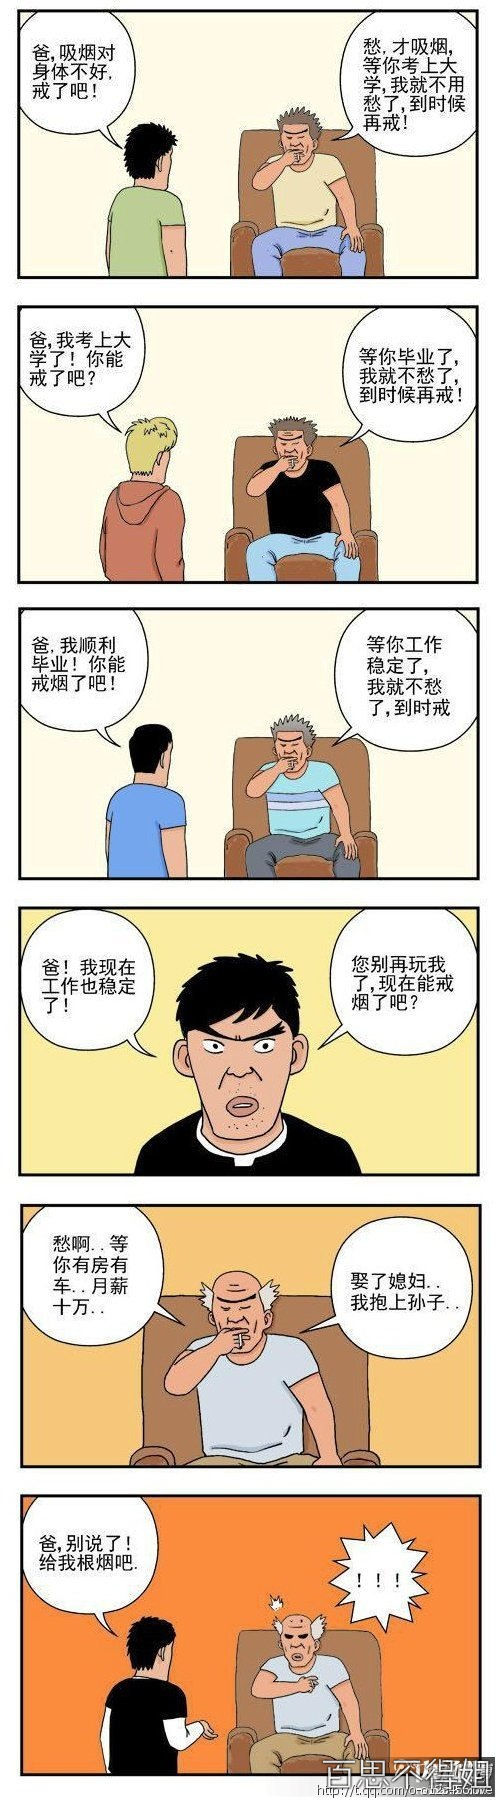 爸,吸烟对
身体不好,
戒了吧!
愁,才吸烟,
等你考上大
学,我就不用
愁了,到时候
再戒!
爸,我考上大
学了!你能
戒了吧?
等你毕业了,
我就不愁了,
到时候再戒!
爸,我顺利
毕业!你能
戒烟了吧!
等你工作
稳定了,
我就不愁
了,到时戒
爸!我现在
工作也稳定
了!
您别再玩我
了,现在能戒
烟了吧?
愁啊..等
你有房有
车..月薪
十万..
娶了媳妇..
我抱上孙子..
爸,别说了!
给我根烟吧.
!!!
百思不得姐